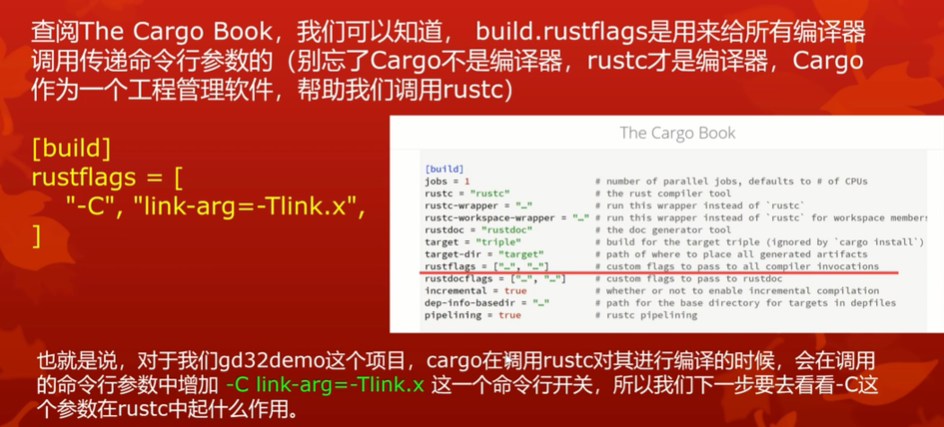 查阅The Cargo Book，我们可以知道， build.rustflags是用来给所有编译器
调用传递命令行参数的（别忘了Cargo不是编译器，rustc才是编译器，Cargo
作为一个工程管理软件，帮助我们调用rustc）
[build]
rustflags = [
"-C", "link-arg=-Tlink.x",
]
The Cargo Book
[build]
jobs = 1 # number of parallel jobs, defaults to # of CPUs
rustc = "rustc" # the rust compiler tool
rustc-wrapper = "…" # run this wrapper instead of `rustc`
rustc-workspace-wrapper = "…" # run this wrapper instead of `rustc` for workspace members
rustdoc = "rustdoc" # the doc generator tool
target = "triple" # build for the target triple (ignored by `cargo install`)
target-dir = "target" # path of where to place all generated artifacts
rustflags = ["…", "…"] # custom flags to pass to all compiler invocations
rustdocflags = ["…", "…"] # custom flags to pass to rustdoc
incremental = true # whether or not to enable incremental compilation
dep-info-basedir = "…" # path for the base directory for targets in depfiles
pipelining = true # rustc pipelining
也就是说，对于我们gd32demo这个项目，cargo在调用rustc对其进行编译的时候，会在调用
的命令行参数中增加 -C link-arg=-Tlink.x 这一个命令行开关，所以我们下一步要去看看-C这
个参数在rustc中起什么作用。